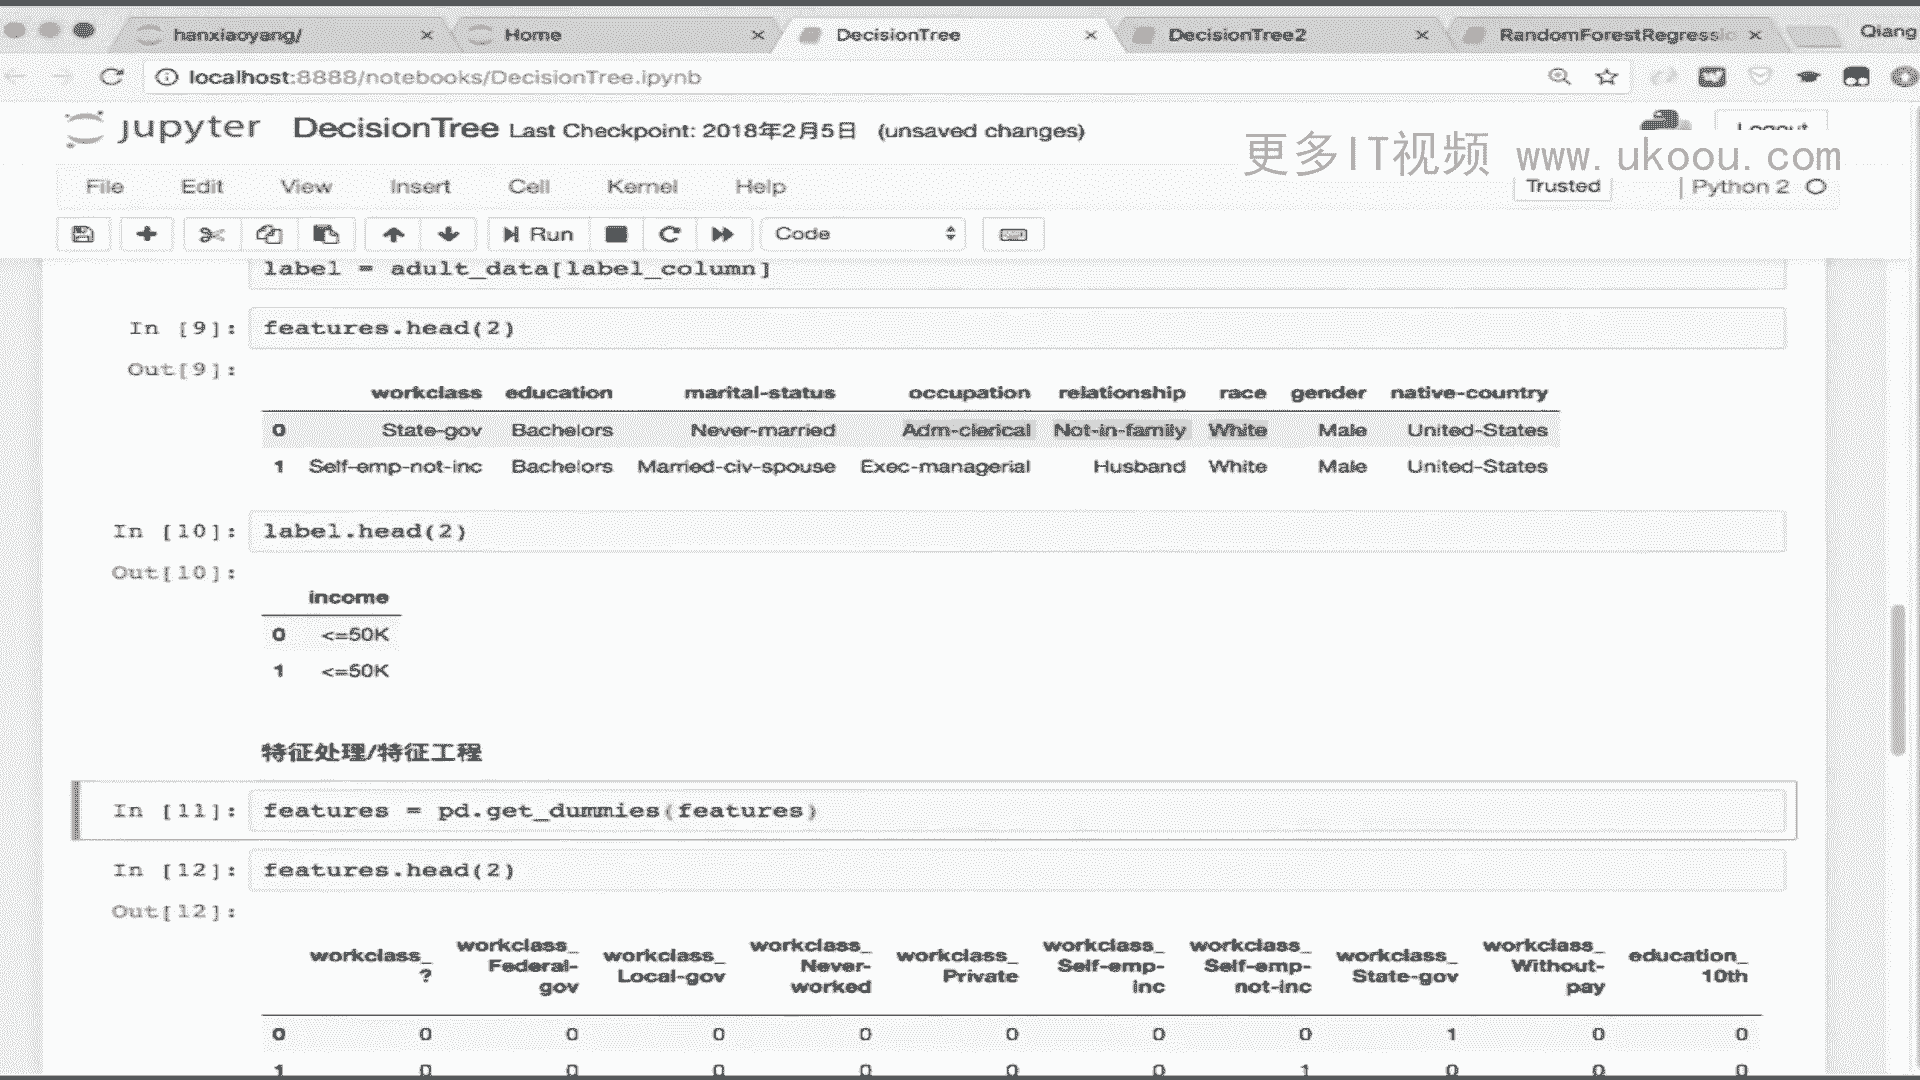 hanxiaoyang/
Home
DecisionTree
DecisionTree2
RandomForestRegressio
Qiang
localhost:8888/notebooks/DecisionTree.ipynb
jupyter DecisionTree Last Checkpoint: 2018年2月5日 (unsaved changes)
Logout
更多IT视频 www.ukoou.com
File Edit View Insert Cell Kernel Help
Trusted | Python 2
Run Code
label = adult_data[label_column]
In [9]: features.head(2)
Out[9]:
workclass education marital-status occupation relationship race gender native-country
0 State-gov Bachelors Never-married Adm-clerical Not-in-family White Male United-States
1 Self-emp-not-inc Bachelors Married-civ-spouse Exec-managerial Husband White Male United-States
In [10]: label.head(2)
Out[10]:
income
0 <=50K
1 <=50K
特征处理/特征工程
In [11]: features = pd.get_dummies(features)
In [12]: features.head(2)
Out[12]:
workclass_ ? workclass_ Federal-gov workclass_ Local-gov workclass_ Never-worked workclass_ Private workclass_ Self-emp-inc workclass_ Self-emp-not-inc workclass_ State-gov workclass_ Without-pay education_ 10th
0 0 0 0 0 0 0 0 1 0 0
1 0 0 0 0 0 0 1 0 0 0